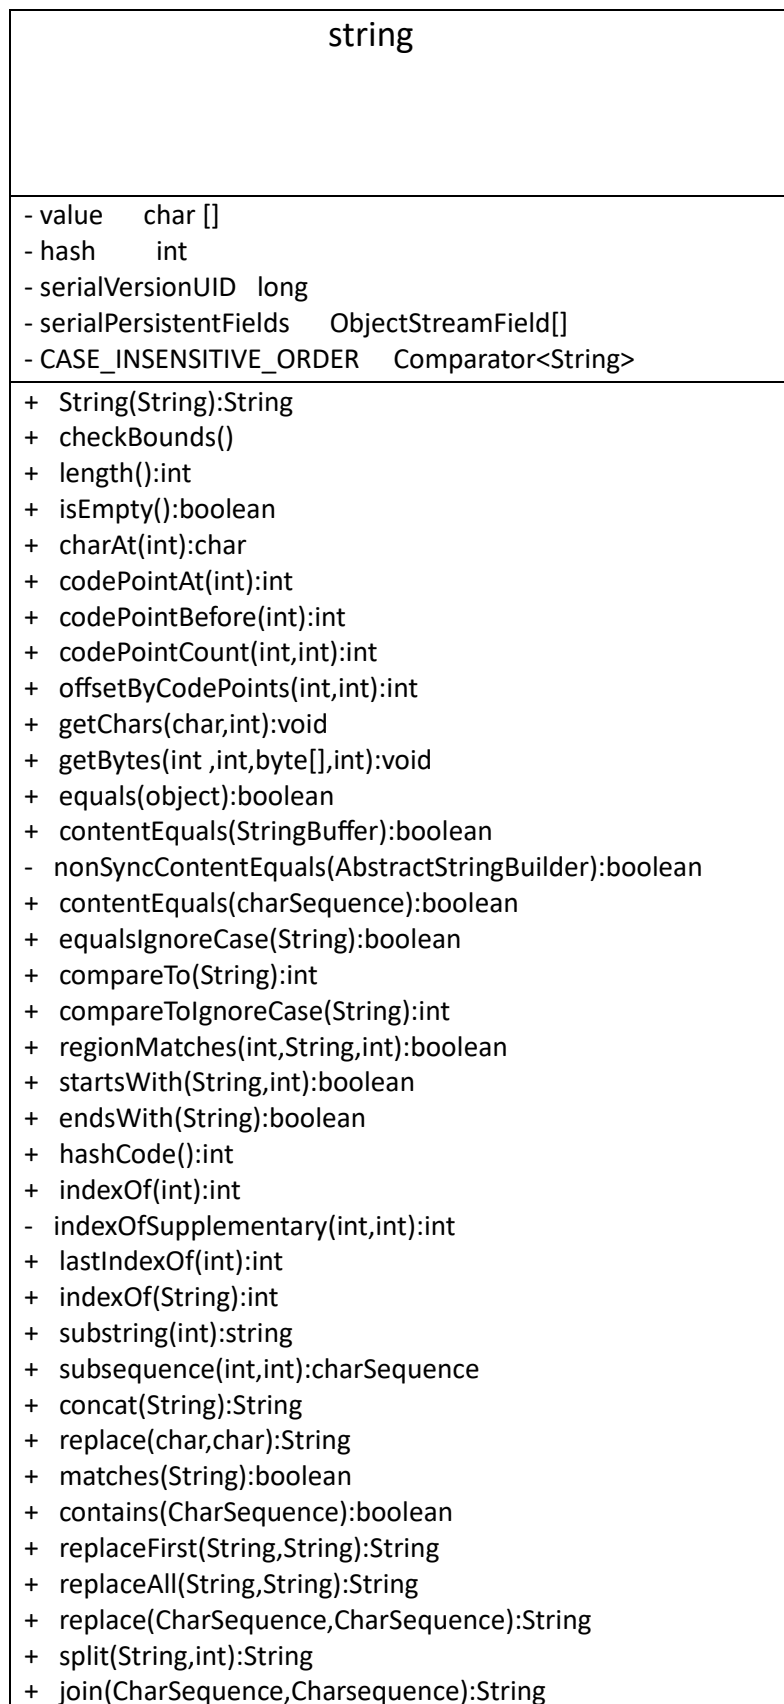 string
- value char []
- hash int
- serialVersionUID long
- serialPersistentFields ObjectStreamField[]
- CASE_INSENSITIVE_ORDER Comparator<String>
+ String(String):String
+ checkBounds()
+ length():int
+ isEmpty():boolean
+ charAt(int):char
+ codePointAt(int):int
+ codePointBefore(int):int
+ codePointCount(int,int):int
+ offsetByCodePoints(int,int):int
+ getChars(char,int):void
+ getBytes(int ,int,byte[],int):void
+ equals(object):boolean
+ contentEquals(StringBuffer):boolean
- nonSyncContentEquals(AbstractStringBuilder):boolean
+ contentEquals(charSequence):boolean
+ equalsIgnoreCase(String):boolean
+ compareTo(String):int
+ compareToIgnoreCase(String):int
+ regionMatches(int,String,int):boolean
+ startsWith(String,int):boolean
+ endsWith(String):boolean
+ hashCode():int
+ indexOf(int):int
- indexOfSupplementary(int,int):int
+ lastIndexOf(int):int
+ indexOf(String):int
+ substring(int):string
+ subsequence(int,int):charSequence
+ concat(String):String
+ replace(char,char):String
+ matches(String):boolean
+ contains(CharSequence):boolean
+ replaceFirst(String,String):String
+ replaceAll(String,String):String
+ replace(CharSequence,CharSequence):String
+ split(String,int):String
+ join(CharSequence,Charsequence):String